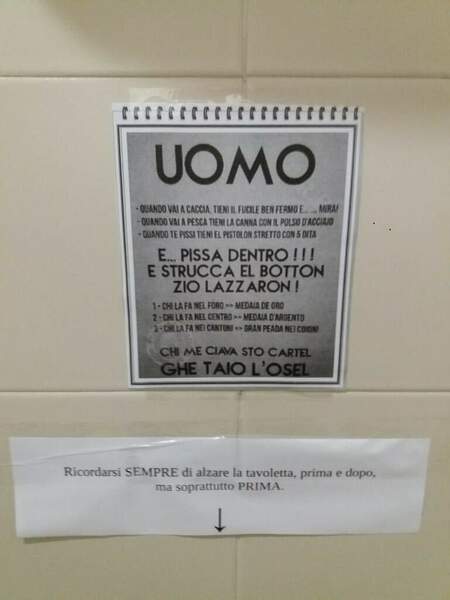 UOMO
- QUANDO VAI A CACCIA, TIENI IL FUCILE BEN FERMO E... ... MIRA!
- QUANDO VAI A PESCA TIENI LA CANNA CON IL POLSO D'ACCIAIO
- QUANDO TE PISSI TIENI EL PISTOLON STRETTO CON 5 DITA
E... PISSA DENTRO!!!
E STRUCCA EL BOTTON
ZIO LAZZARON!
1 - CHI LA FA NEL FORO => MEDAIA DE ORO
2 - CHI LA FA NEL CENTRO => MEDAIA D'ARGENTO
3 - CHI LA FA NEI CANTONI => GRAN PEADA NEI COIONI
CHI ME CIAVA STO CARTEL
GHE TAIO L'OSEL
Ricordarsi SEMPRE di alzare la tavoletta, prima e dopo,
ma soprattutto PRIMA.
↓